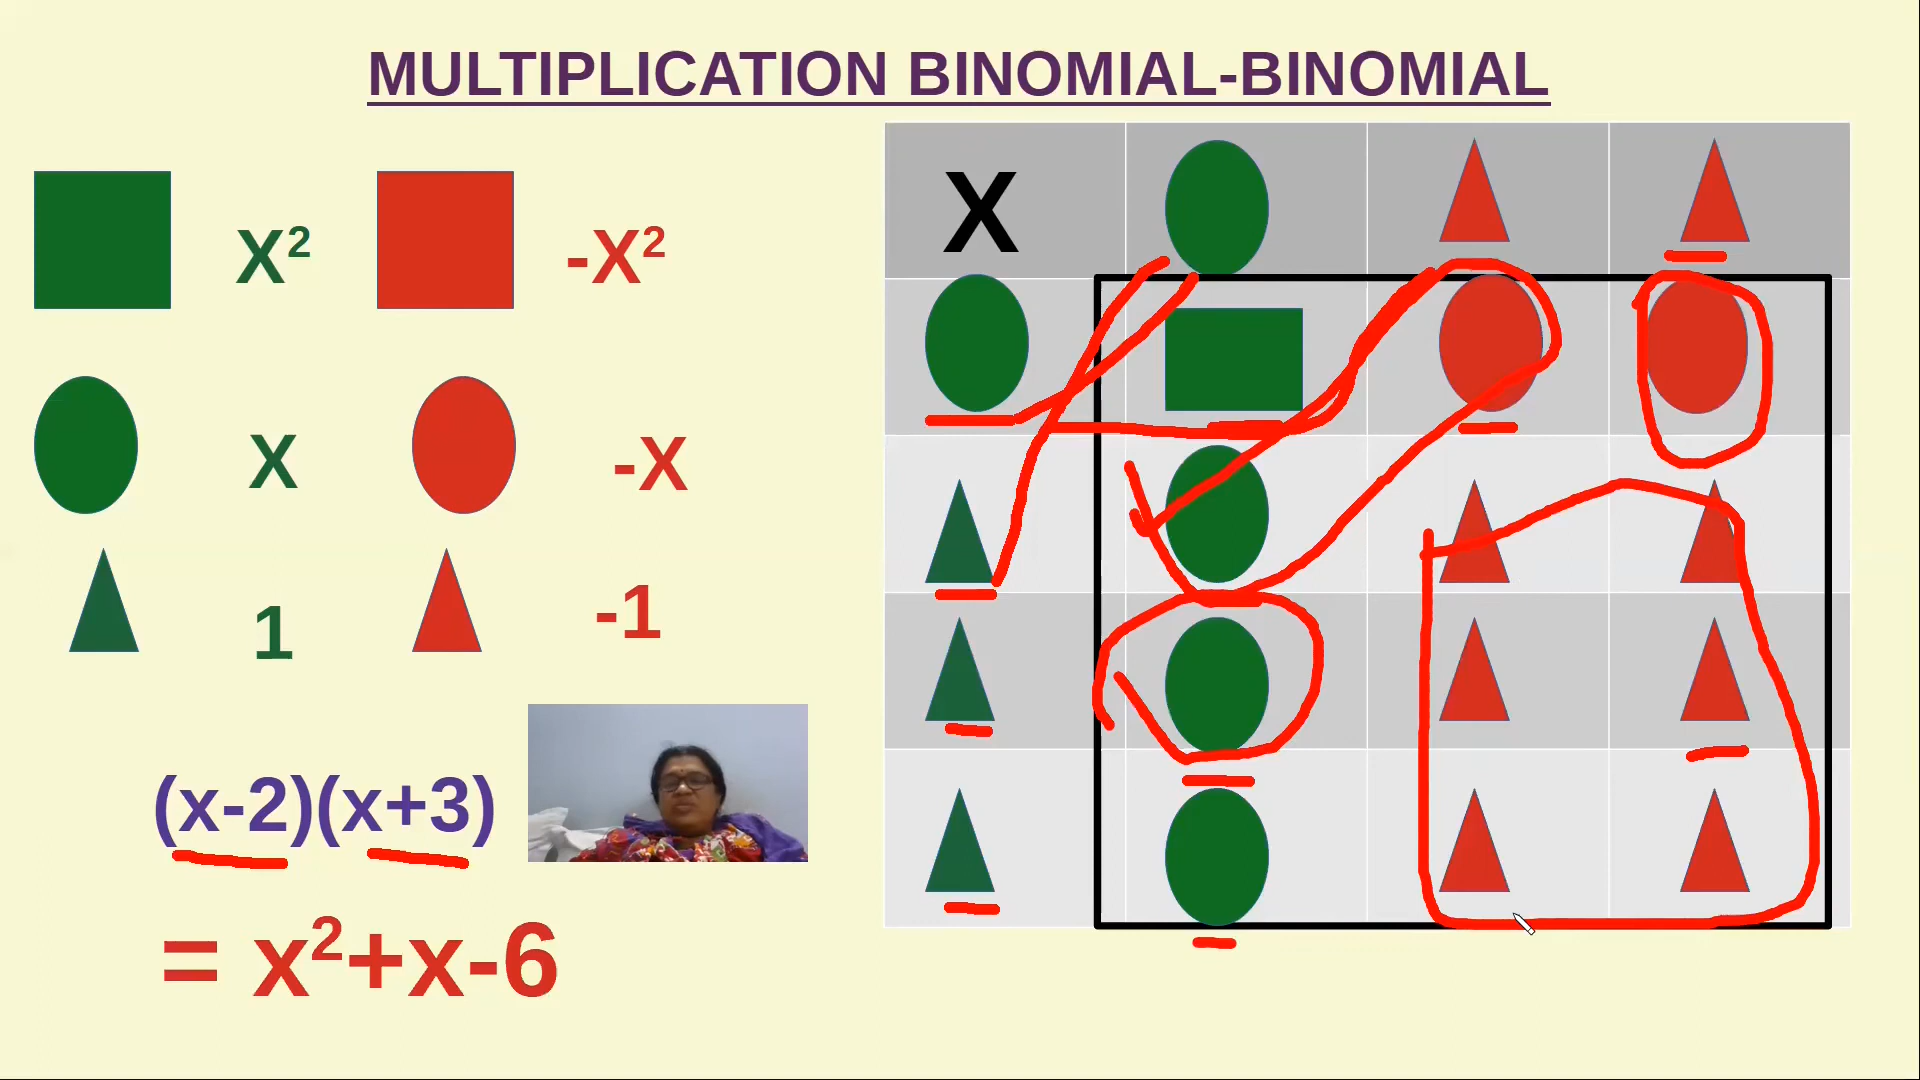 MULTIPLICATION BINOMIAL-BINOMIAL
X
X² -X²
X -X
1 -1
(x-2)(x+3)
= x²+x-6